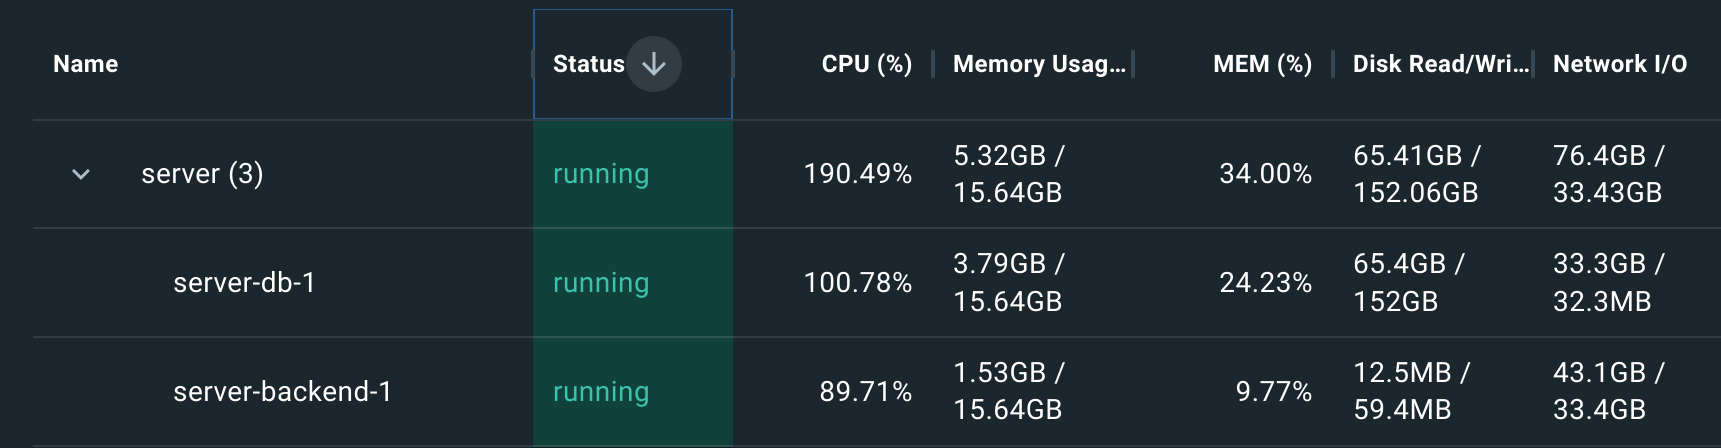 Name Status CPU (%) Memory Usag... MEM (%) Disk Read/Wri... Network I/O
server (3) running 190.49% 5.32GB / 15.64GB 34.00% 65.41GB / 152.06GB 76.4GB / 33.43GB
server-db-1 running 100.78% 3.79GB / 15.64GB 24.23% 65.4GB / 152GB 33.3GB / 32.3MB
server-backend-1 running 89.71% 1.53GB / 15.64GB 9.77% 12.5MB / 59.4MB 43.1GB / 33.4GB